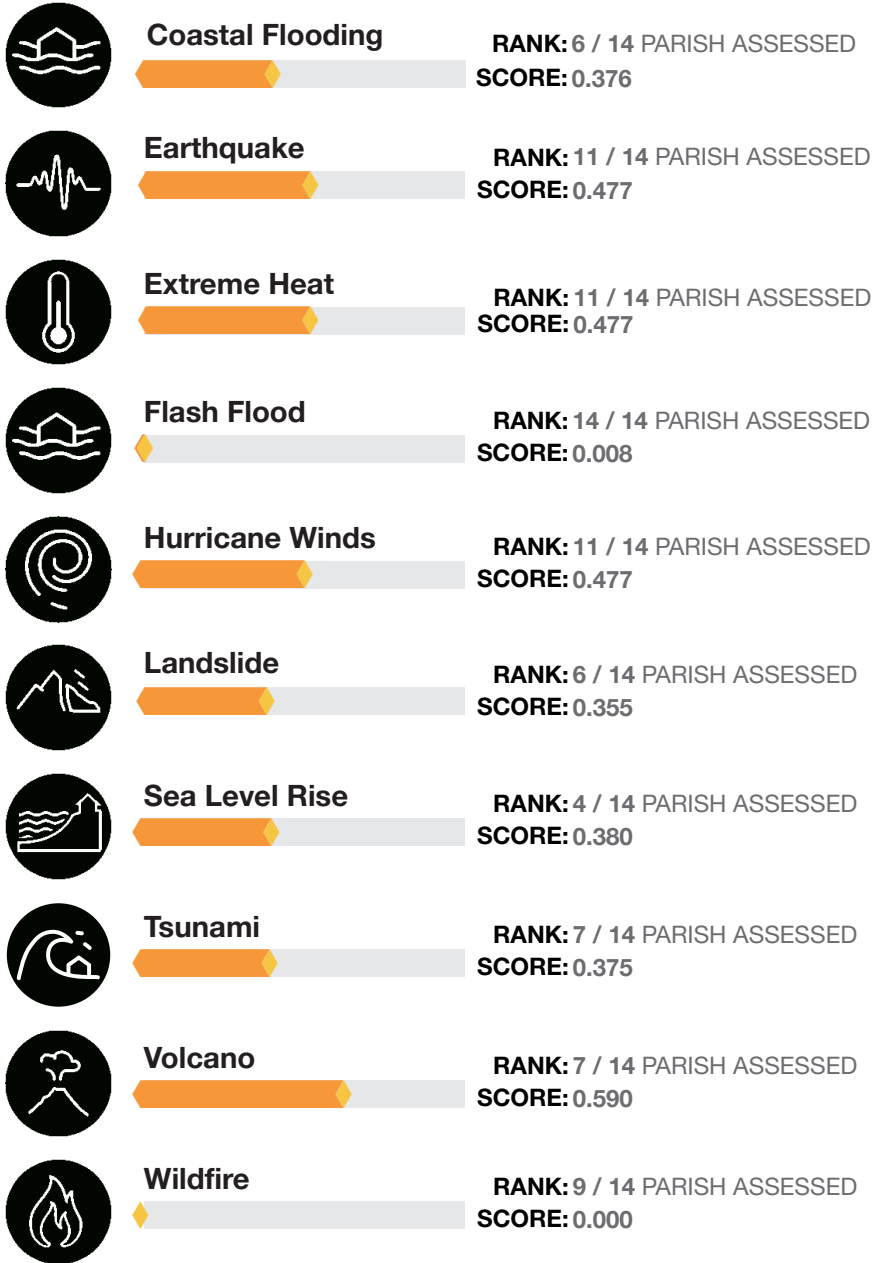 Coastal Flooding
RANK: 6 / 14 PARISH ASSESSED
SCORE: 0.376
Earthquake
RANK: 11 / 14 PARISH ASSESSED
SCORE: 0.477
Extreme Heat
RANK: 11 / 14 PARISH ASSESSED
SCORE: 0.477
Flash Flood
RANK: 14 / 14 PARISH ASSESSED
SCORE: 0.008
Hurricane Winds
RANK: 11 / 14 PARISH ASSESSED
SCORE: 0.477
Landslide
RANK: 6 / 14 PARISH ASSESSED
SCORE: 0.355
Sea Level Rise
RANK: 4 / 14 PARISH ASSESSED
SCORE: 0.380
Tsunami
RANK: 7 / 14 PARISH ASSESSED
SCORE: 0.375
Volcano
RANK: 7 / 14 PARISH ASSESSED
SCORE: 0.590
Wildfire
RANK: 9 / 14 PARISH ASSESSED
SCORE: 0.000